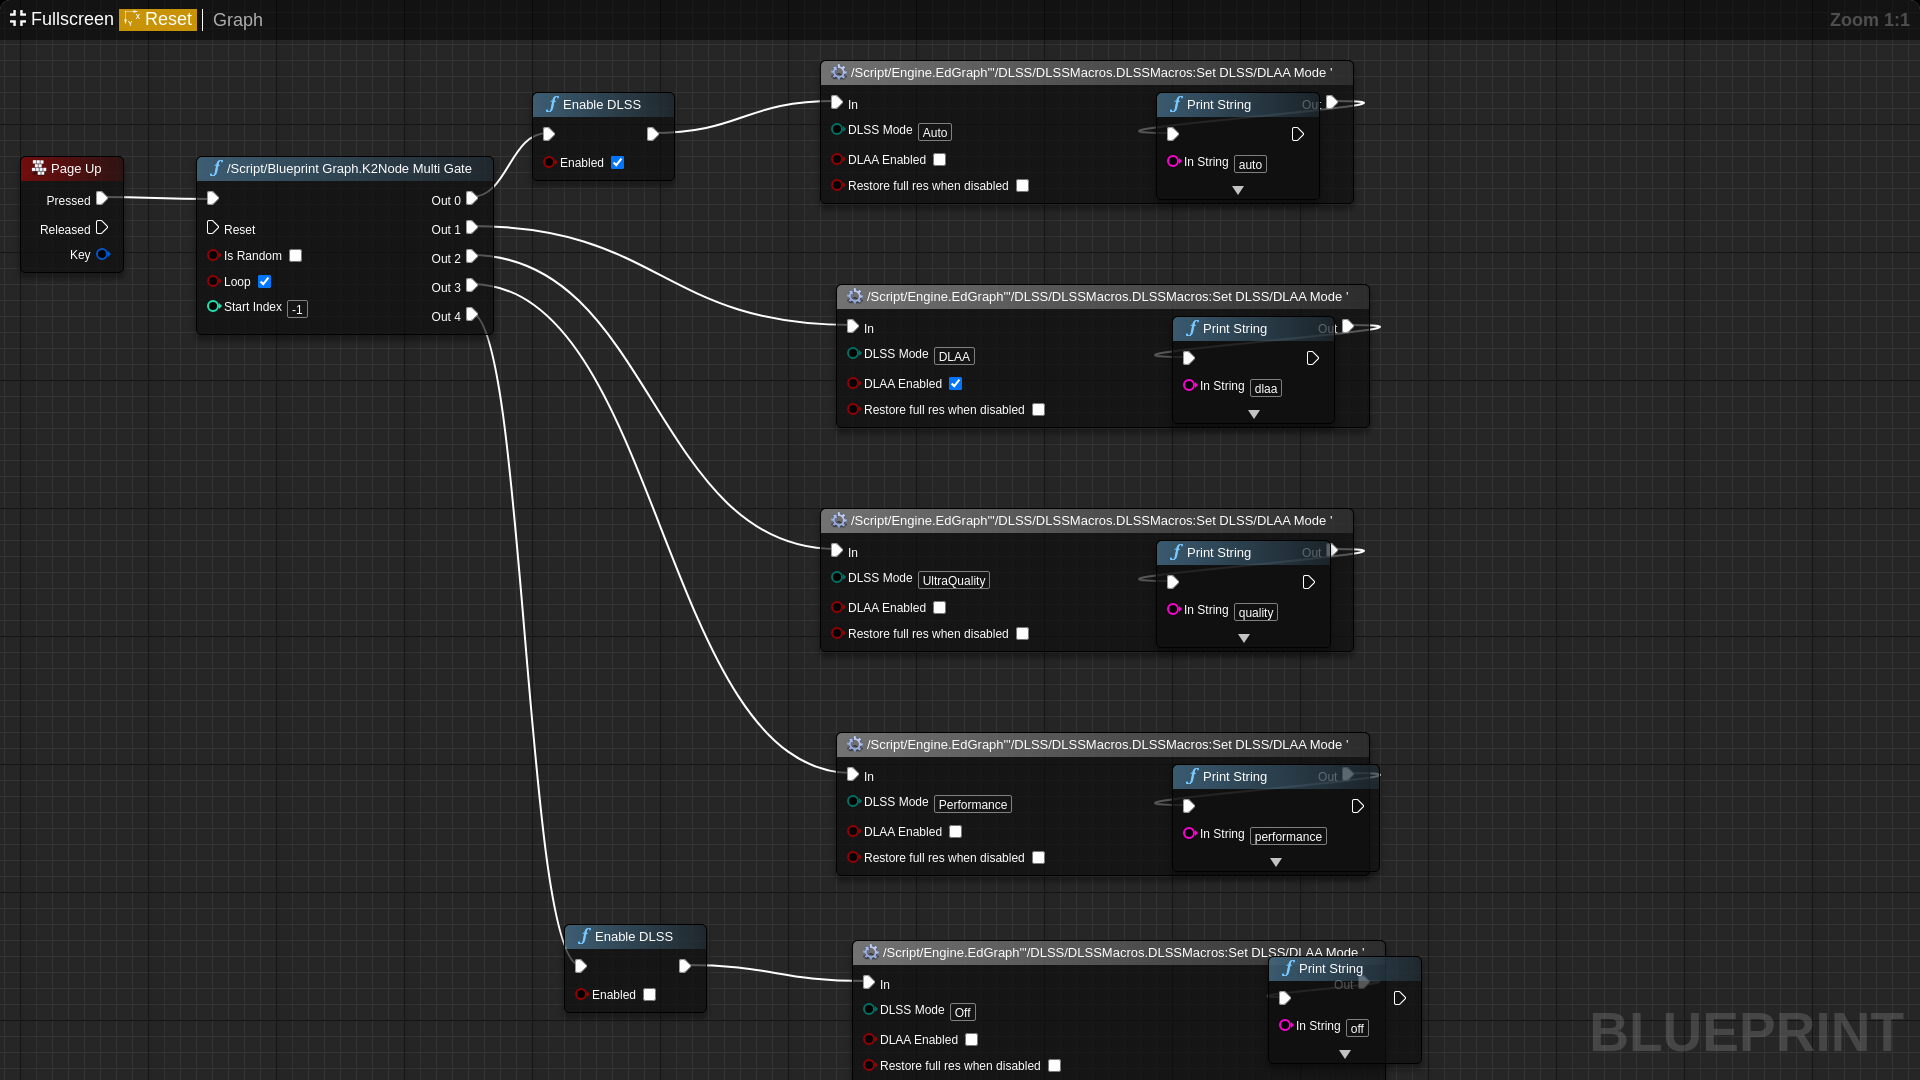 Fullscreen Reset Graph
Zoom 1:1
Page Up
Pressed
Released
Key
/Script/Blueprint Graph.K2Node Multi Gate
Out 0
Reset
Out 1
Is Random
Out 2
Loop
Out 3
Start Index -1
Out 4
Enable DLSS
Enabled
/Script/Engine.EdGraph'"/DLSS/DLSSMacros.DLSSMacros:Set DLSS/DLAA Mode '
In
Out
DLSS Mode Auto
DLAA Enabled
Restore full res when disabled
Print String
In String auto
/Script/Engine.EdGraph'"/DLSS/DLSSMacros.DLSSMacros:Set DLSS/DLAA Mode '
In
Out
DLSS Mode DLAA
DLAA Enabled
Restore full res when disabled
Print String
In String dlaa
/Script/Engine.EdGraph'"/DLSS/DLSSMacros.DLSSMacros:Set DLSS/DLAA Mode '
In
Out
DLSS Mode UltraQuality
DLAA Enabled
Restore full res when disabled
Print String
In String quality
/Script/Engine.EdGraph'"/DLSS/DLSSMacros.DLSSMacros:Set DLSS/DLAA Mode '
In
Out
DLSS Mode Performance
DLAA Enabled
Restore full res when disabled
Print String
In String performance
Enable DLSS
Enabled
/Script/Engine.EdGraph'"/DLSS/DLSSMacros.DLSSMacros:Set DLSS/DLAA Mode '
In
Out
DLSS Mode Off
DLAA Enabled
Restore full res when disabled
Print String
In String off
BLUEPRINT